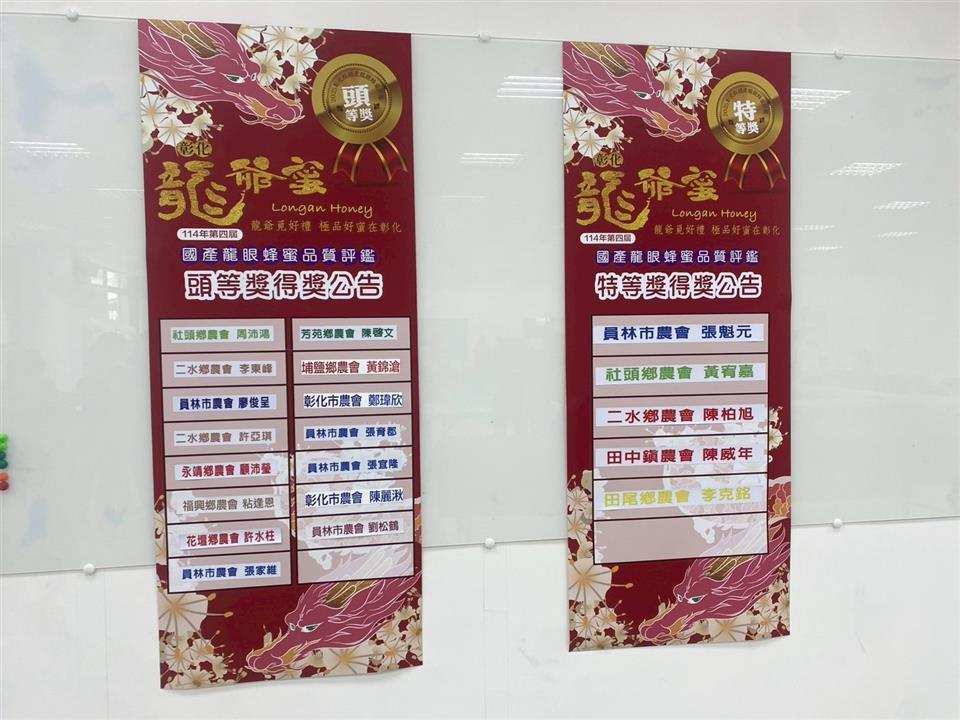 頭
等獎
彰化
龍爺蜜
Longan Honey
龍爺覓好禮 極品好蜜在彰化
114年第四屆
國產龍眼蜂蜜品質評鑑
頭等獎得獎公告
社頭鄉農會 周沛鴻
芳苑鄉農會 陳啓文
二水鄉農會 李東峰
埔鹽鄉農會 黃錦滄
員林市農會 廖俊呈
彰化市農會 鄭瑋欣
二水鄉農會 許亞琪
員林市農會 張育郡
永靖鄉農會 顧沛瑩
員林市農會 張宜隆
福興鄉農會 粘逢恩
彰化市農會 陳麗湫
花壇鄉農會 許水柱
員林市農會 劉松鶴
員林市農會 張家維
特
等獎
彰化
龍爺蜜
Longan Honey
龍爺覓好禮 極品好蜜在彰化
114年第四屆
國產龍眼蜂蜜品質評鑑
特等獎得獎公告
員林市農會 張魁元
社頭鄉農會 黃宥嘉
二水鄉農會 陳柏旭
田中鎮農會 陳威年
田尾鄉農會 李克銘